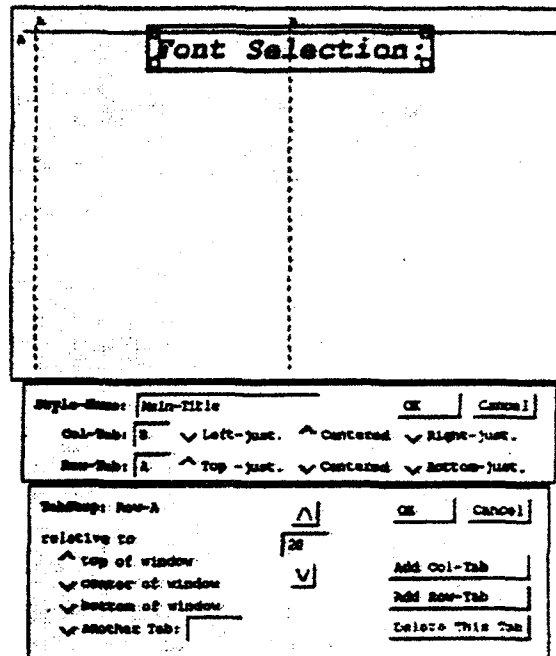 A B
A
Font Selection:
Style-Name: Main-Title OK Cancel
Col-Tab: B Left-just. Centered Right-just.
Row-Tab: A Top-just. Centered Bottom-just.
TabStop: Row-A OK Cancel
relative to 20
top of window
center of window Add Col-Tab
bottom of window Add Row-Tab
Another Tab: Delete This Tab